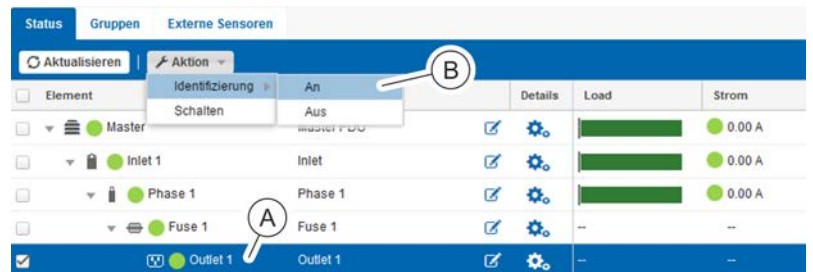 Status Gruppen Externe Sensoren
Aktualisieren Aktion
Identifizierung An
Schalten Aus
B
Element Details Load Strom
Master Master PDU 0.00 A
Inlet 1 Inlet 0.00 A
Phase 1 Phase 1 0.00 A
A
Fuse 1 Fuse 1 -- --
Outlet 1 Outlet 1 -- --